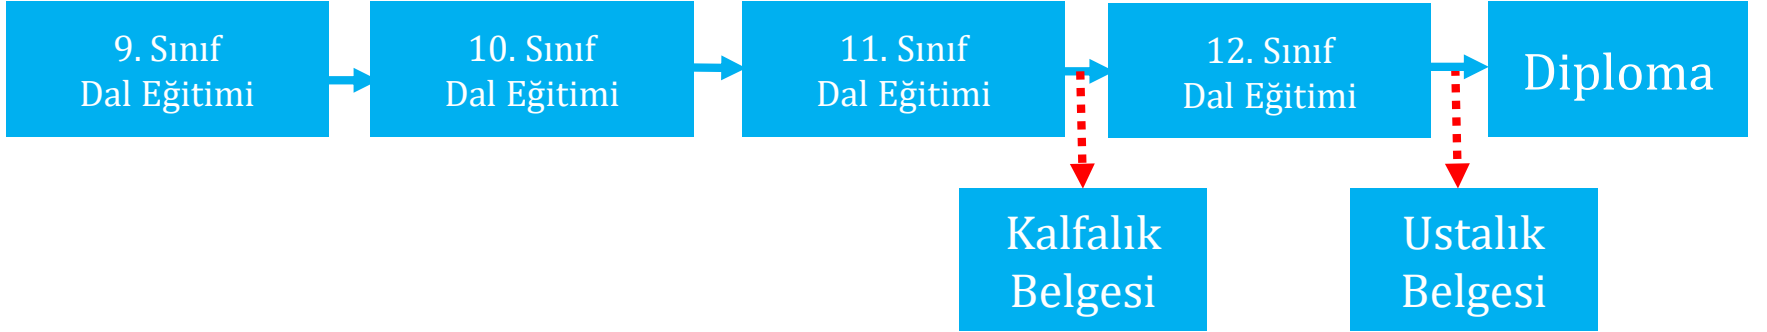 9. Sınıf
Dal Eğitimi
10. Sınıf
Dal Eğitimi
11. Sınıf
Dal Eğitimi
12. Sınıf
Dal Eğitimi
Diploma
Kalfalık
Belgesi
Ustalık
Belgesi